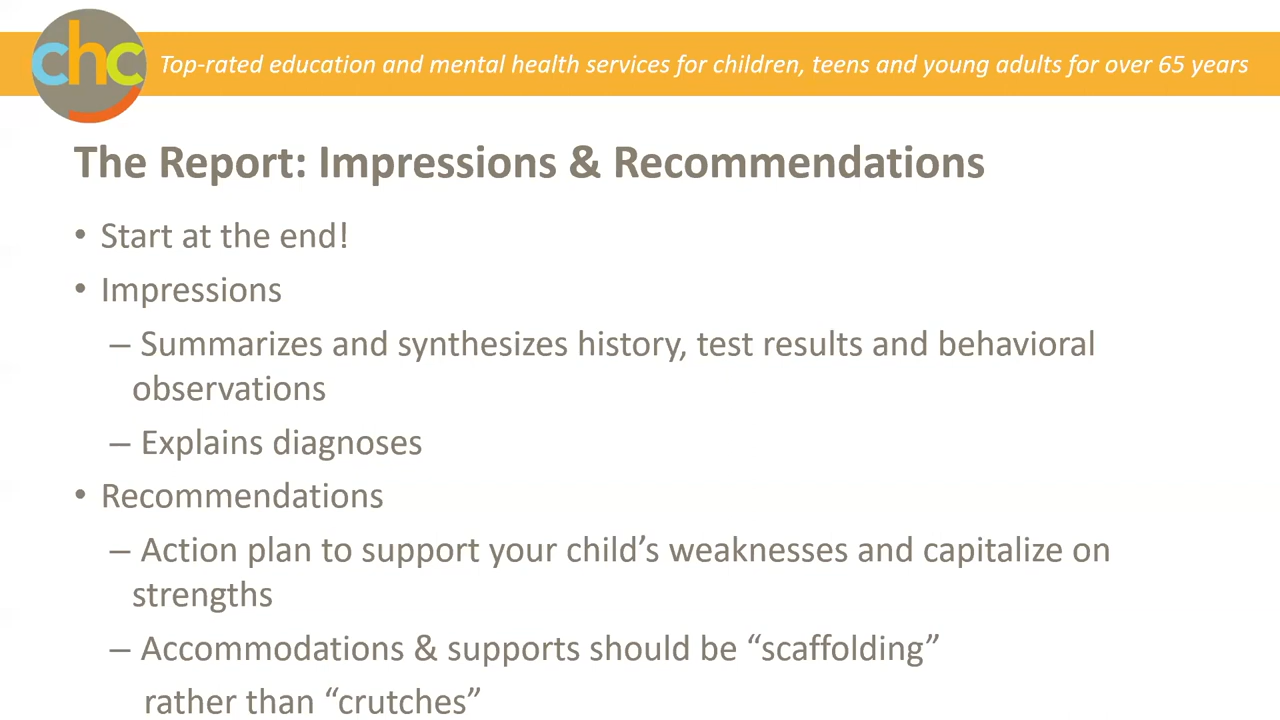 chc
Top-rated education and mental health services for children, teens and young adults for over 65 years
The Report: Impressions & Recommendations
• Start at the end!
• Impressions
– Summarizes and synthesizes history, test results and behavioral
observations
– Explains diagnoses
• Recommendations
– Action plan to support your child’s weaknesses and capitalize on
strengths
– Accommodations & supports should be “scaffolding”
rather than “crutches”